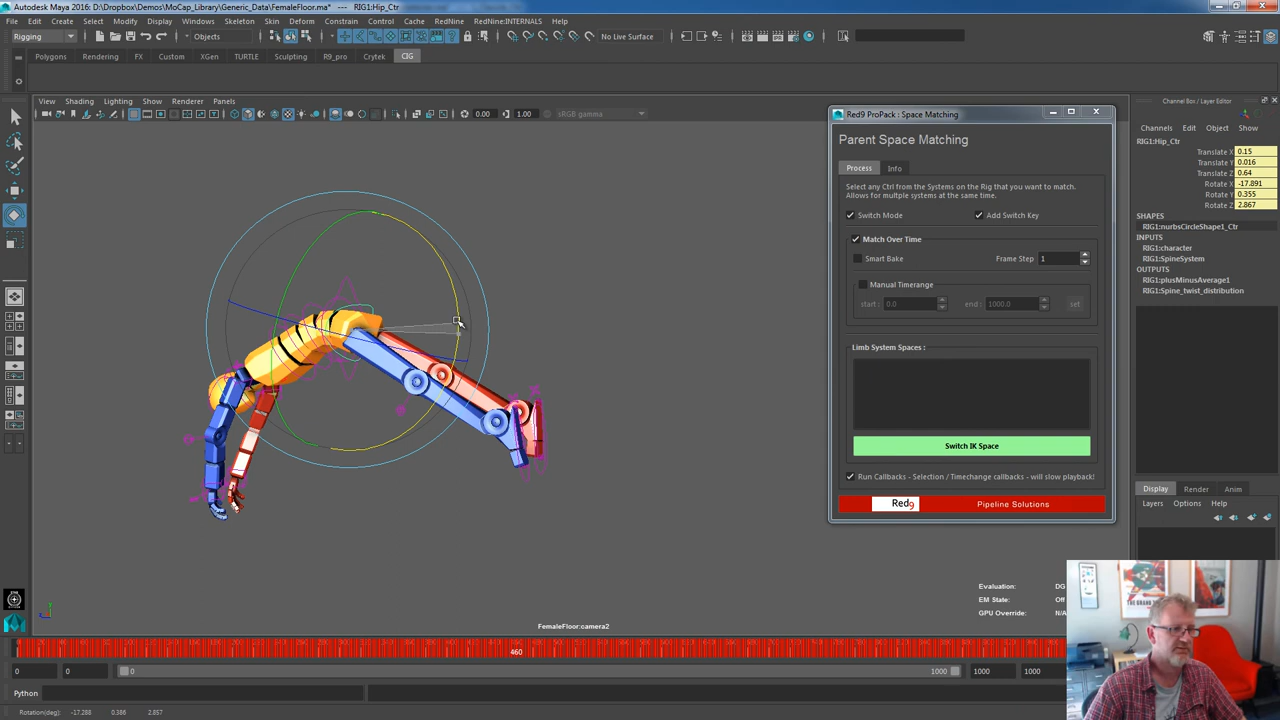 Autodesk Maya 2016: D:\Dropbox\Demos\MoCap_Library\Generic_Data\FemaleFloor.ma* --- RIG1:Hip_Ctr
File Edit Create Select Modify Display Windows Skeleton Skin Deform Constrain Control Cache RedNine RedNine:INTERNALS Help
Rigging Objects No Live Surface
Polygons Rendering FX Custom XGen TURTLE Sculpting R9_pro Crytek CIG
View Shading Lighting Show Renderer Panels
0.00 1.00 sRGB gamma
Red9 ProPack : Space Matching
Parent Space Matching
Process Info
Select any Ctrl from the Systems on the Rig that you want to match.
Allows for multiple systems at the same time.
Switch Mode Add Switch Key
Match Over Time
Smart Bake Frame Step 1
Manual Timerange
start : 0.0 end : 1000.0 set
Limb System Spaces :
Switch IK Space
Run Callbacks - Selection / Timechange callbacks - will slow playback!
Red9 Pipeline Solutions
Channel Box / Layer Editor
Channels Edit Object Show
RIG1:Hip_Ctr
Translate X 0.15
Translate Y 0.016
Translate Z 0.64
Rotate X -17.891
Rotate Y 0.355
Rotate Z 2.867
SHAPES
RIG1:nurbsCircleShape1_Ctr
INPUTS
RIG1:character
RIG1:SpineSystem
OUTPUTS
RIG1:plusMinusAverage1
RIG1:Spine_twist_distribution
Display Render Anim
Layers Options Help
Evaluation: DG
EM State: Off
GPU Override: N/A
FemaleFloor:camera2
460
0 0 0 1000 1000 1000
Python
Rotation(deg): -17.288 0.386 2.857